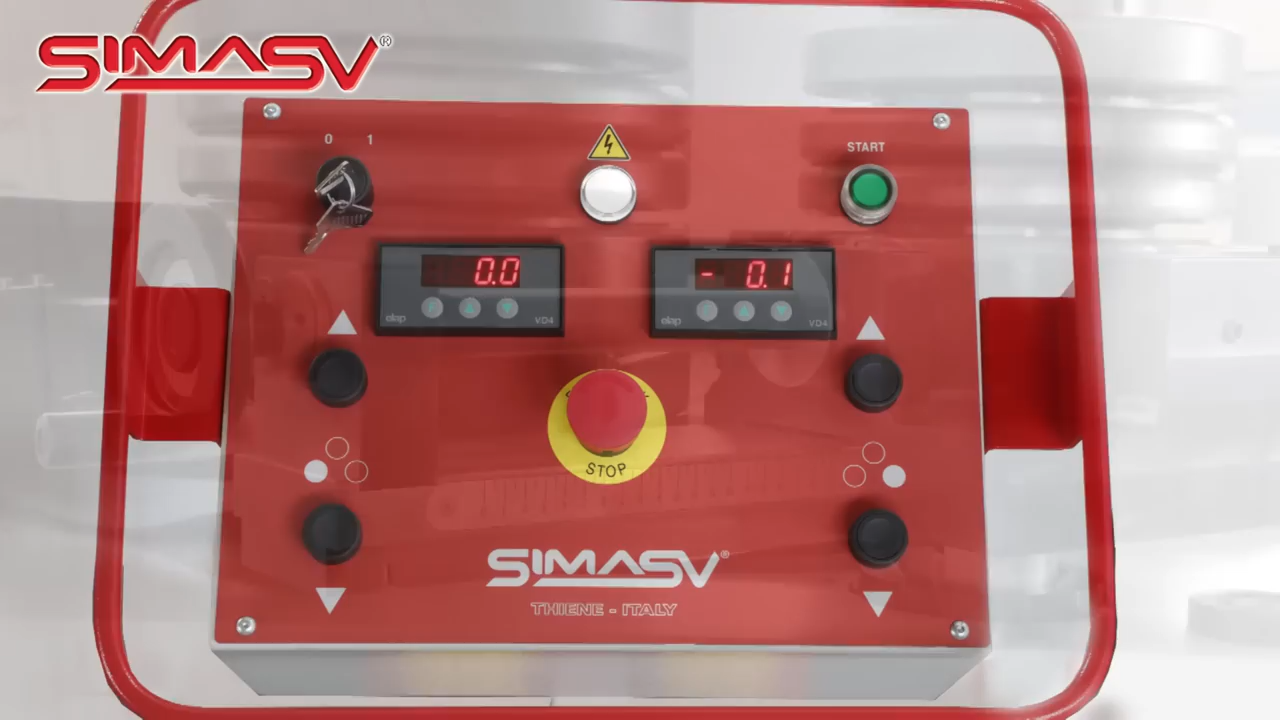 SIMASV®
0 1
START
0.0
- 0.1
elap VD4
elap VD4
STOP
SIMASV®
THIENE - ITALY